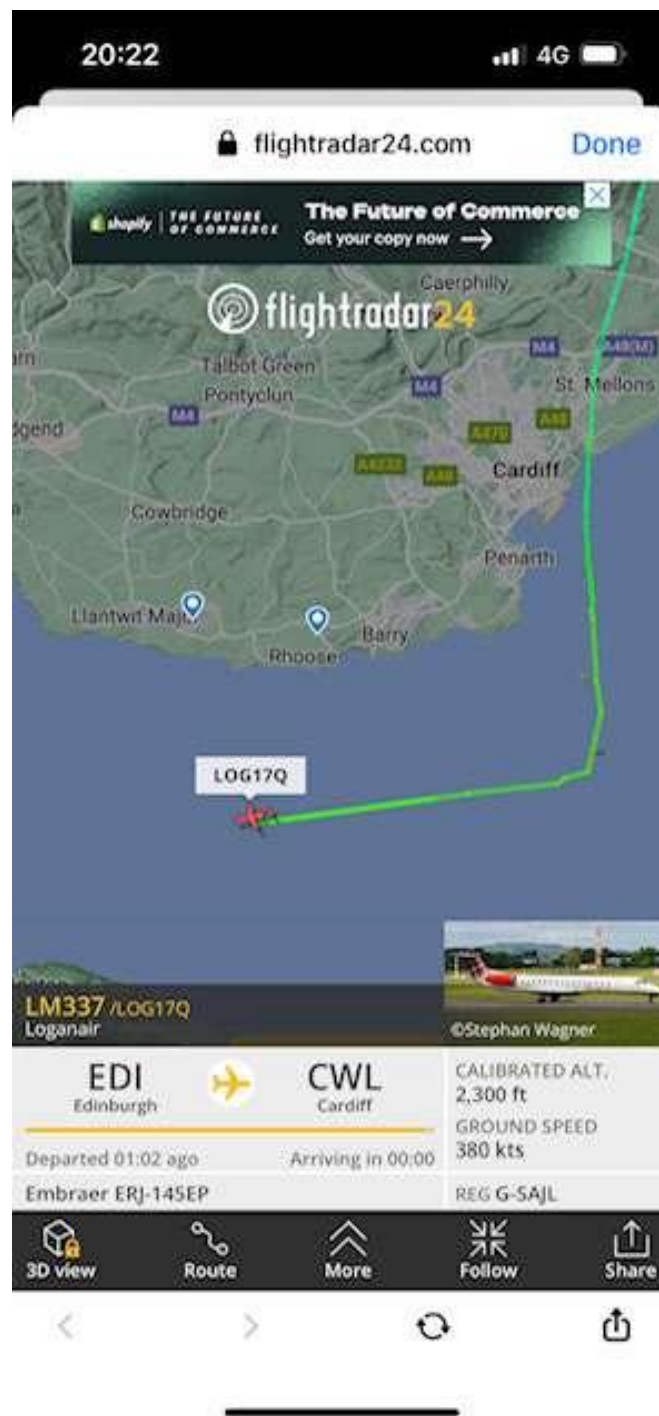 20:22
4G
flightradar24.com
Done
shopify
THE FUTURE
OF COMMERCE
The Future of Commerce
Get your copy now
Caerphilly
flightradar24
Talbot Green
M4
A48(M)
Pontyclun
M4
St. Mellons
M4
dgend
A48
A470
A4232
A48
Cardiff
Cowbridge
Penarth
Llantwit Major
Barry
Rhoose
LOG17Q
LM337 /LOG17Q
Loganair
©Stephan Wagner
EDI
Edinburgh
CWL
Cardiff
CALIBRATED ALT.
2,300 ft
GROUND SPEED
380 kts
Departed 01:02 ago
Arriving in 00:00
Embraer ERJ-145EP
REG G-SAJL
3D view
Route
More
Follow
Share